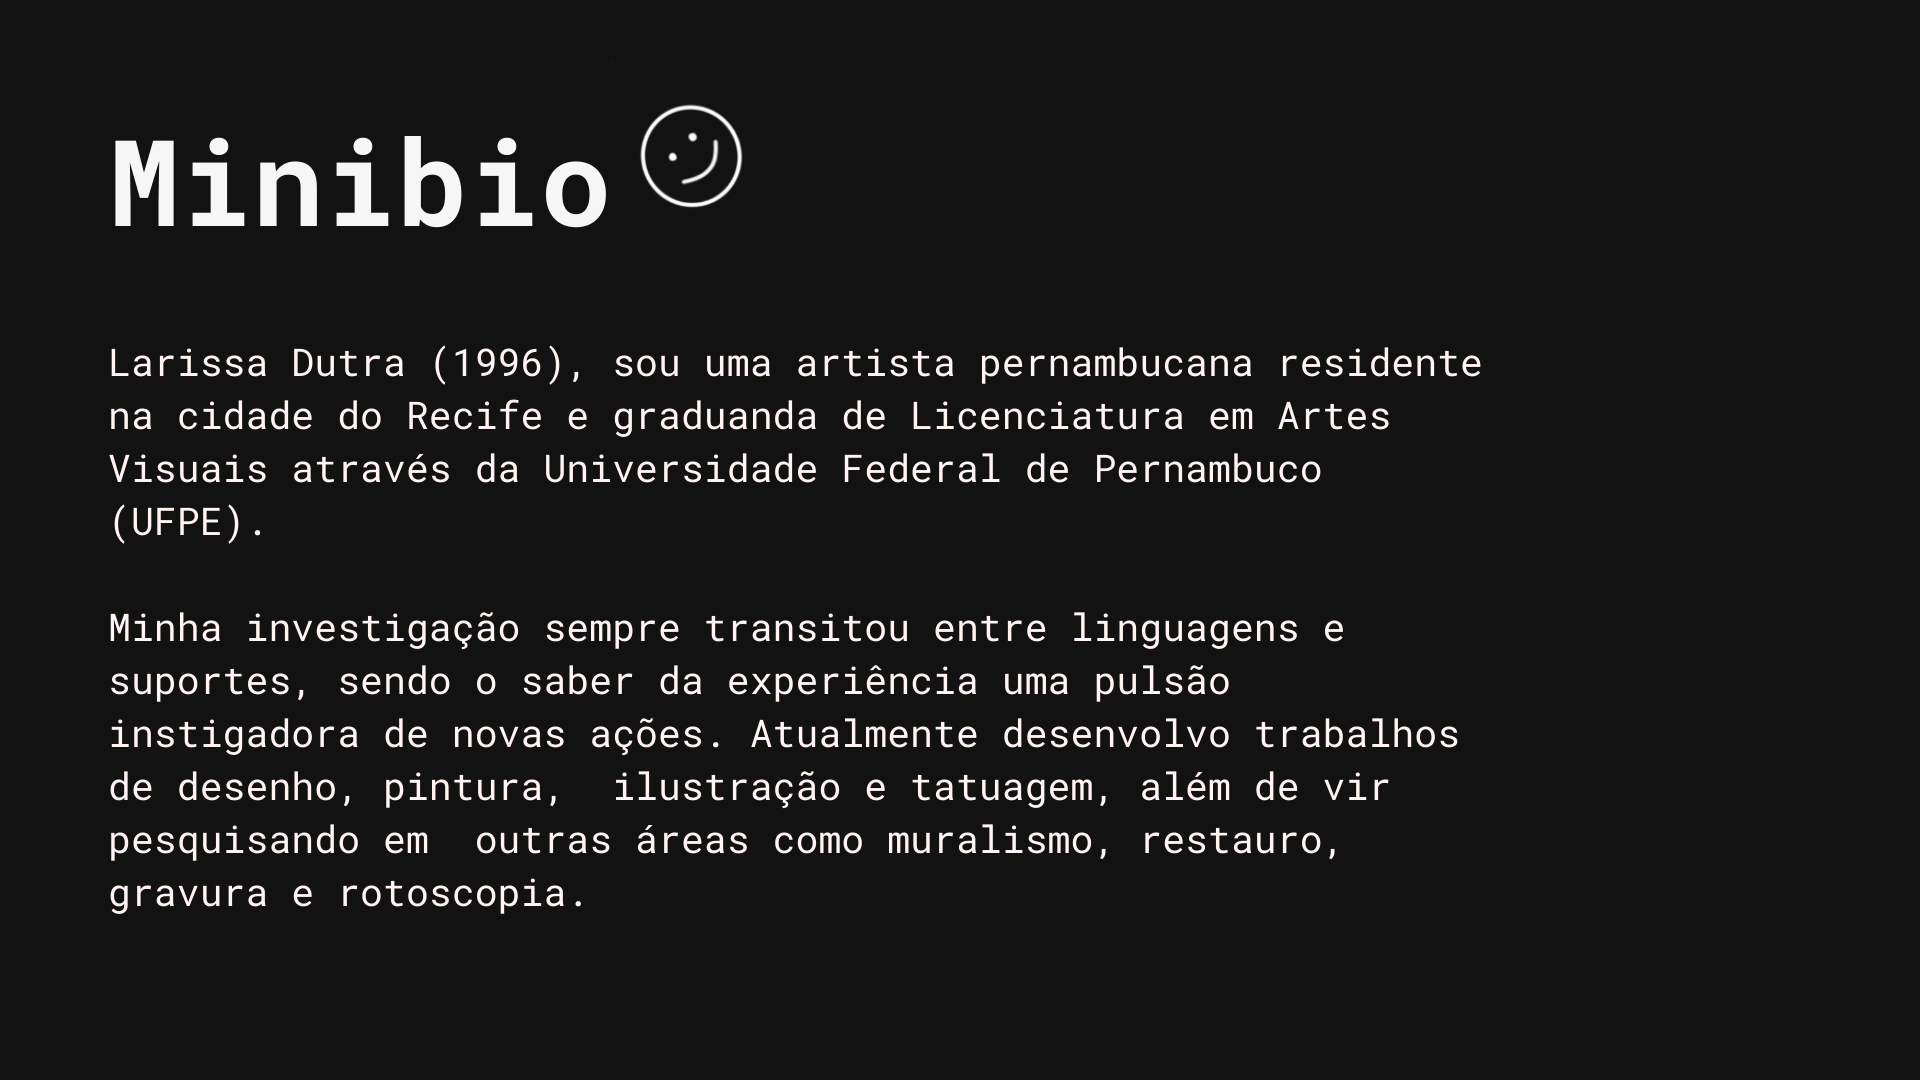 Minibio
Larissa Dutra (1996), sou uma artista pernambucana residente
na cidade do Recife e graduanda de Licenciatura em Artes
Visuais através da Universidade Federal de Pernambuco
(UFPE).
Minha investigação sempre transitou entre linguagens e
suportes, sendo o saber da experiência uma pulsão
instigadora de novas ações. Atualmente desenvolvo trabalhos
de desenho, pintura,  ilustração e tatuagem, além de vir
pesquisando em  outras áreas como muralismo, restauro,
gravura e rotoscopia.